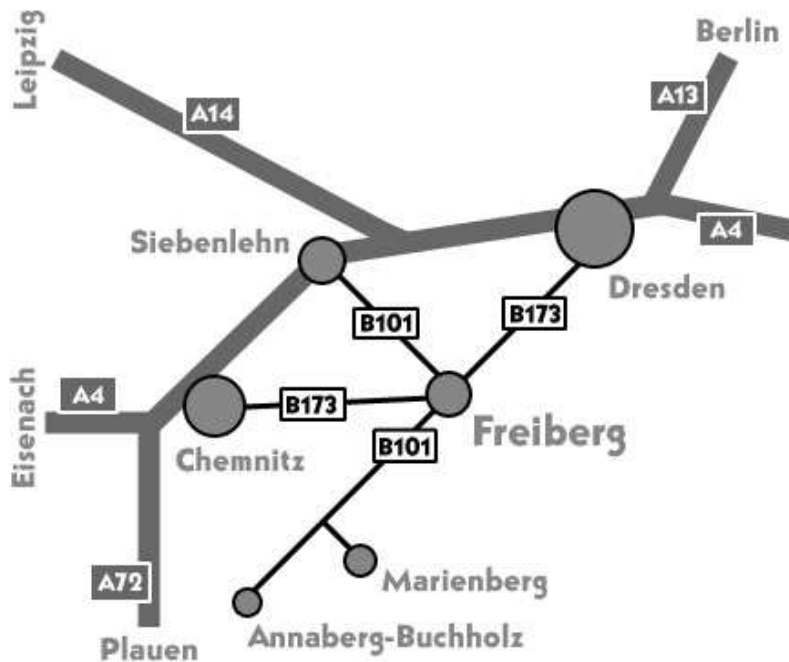 Leipzig
Berlin
A13
A14
A4
Siebenlehn
Dresden
B101
B173
A4
B173
Freiberg
B101
Eisenach
Chemnitz
A72
Marienberg
Annaberg-Buchholz
Plauen